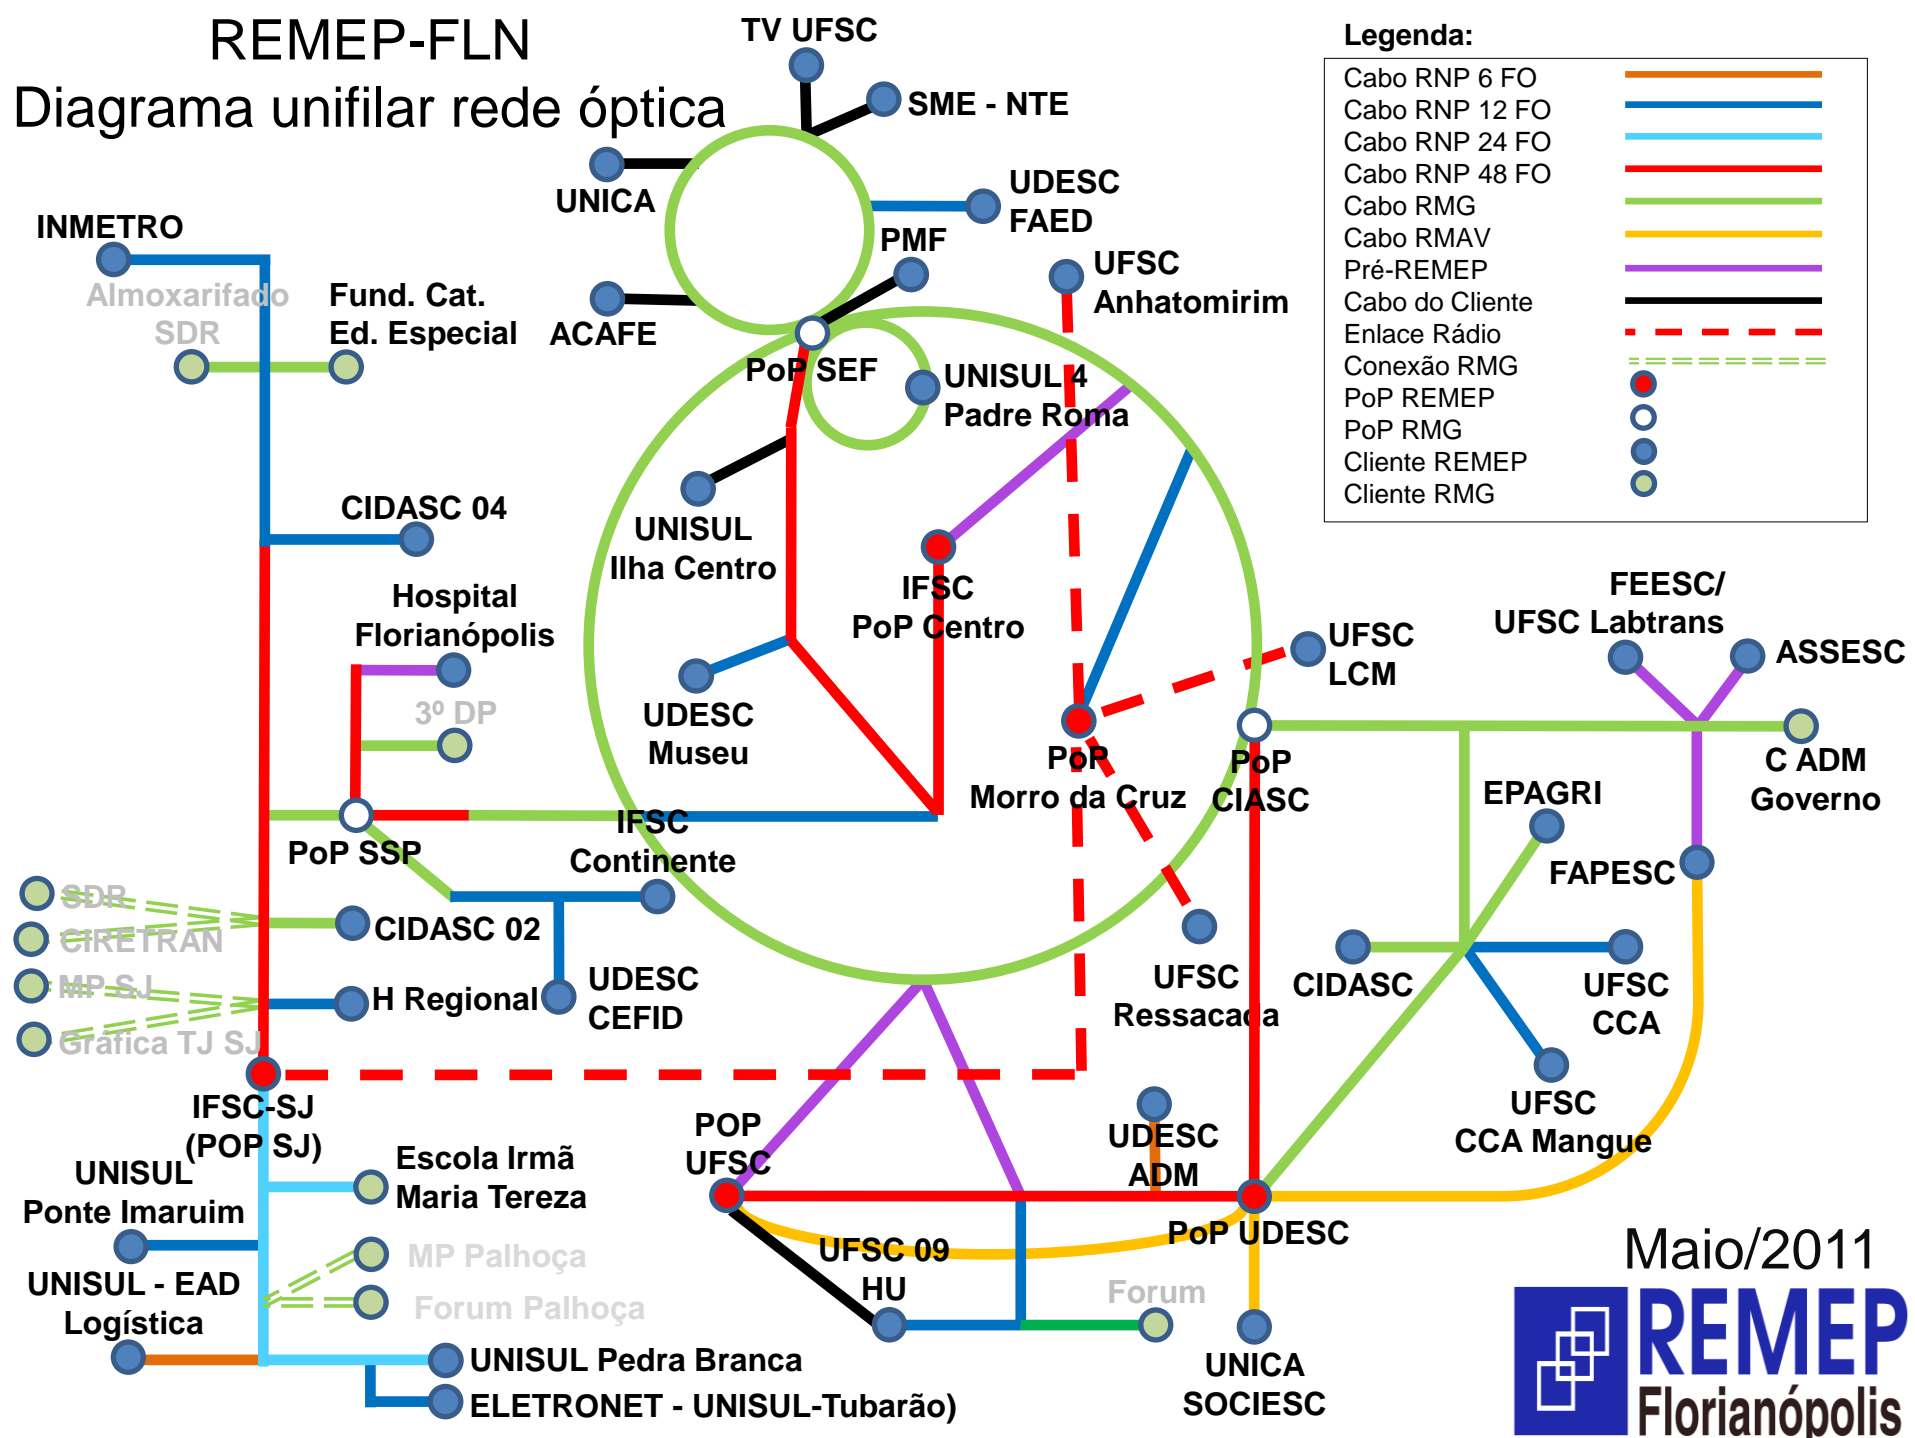 REMEP-FLN
Diagrama unifilar rede óptica
TV UFSC
SME - NTE
UNICA
UDESC
FAED
PMF
UFSC
Anhatomirim
ACAFE
PoP SEF
UNISUL 4
Padre Roma
Legenda:
Cabo RNP 6 FO
Cabo RNP 12 FO
Cabo RNP 24 FO
Cabo RNP 48 FO
Cabo RMG
Cabo RMAV
Pré-REMEP
Cabo do Cliente
Enlace Rádio
Conexão RMG
PoP REMEP
PoP RMG
Cliente REMEP
Cliente RMG
INMETRO
Almoxarifado
SDR
Fund. Cat.
Ed. Especial
CIDASC 04
Hospital
Florianópolis
3º DP
PoP SSP
UNISUL
Ilha Centro
UDESC
Museu
IFSC
PoP Centro
IFSC
Continente
PoP
Morro da Cruz
UFSC
LCM
PoP
CIASC
FEESC/
UFSC Labtrans
ASSESC
C ADM
Governo
EPAGRI
FAPESC
CIDASC
UFSC
CCA
UFSC
CCA Mangue
SDR
CIRETRAN
MP SJ
Gráfica TJ SJ
CIDASC 02
H Regional
UDESC
CEFID
UFSC
Ressacada
IFSC-SJ
(POP SJ)
UNISUL
Ponte Imaruim
UNISUL - EAD
Logística
Escola Irmã
Maria Tereza
MP Palhoça
Forum Palhoça
UNISUL Pedra Branca
ELETRONET - UNISUL-Tubarão)
POP
UFSC
UDESC
ADM
PoP UDESC
UFSC 09
HU
Forum
UNICA
SOCIESC
Maio/2011
REMEP
Florianópolis